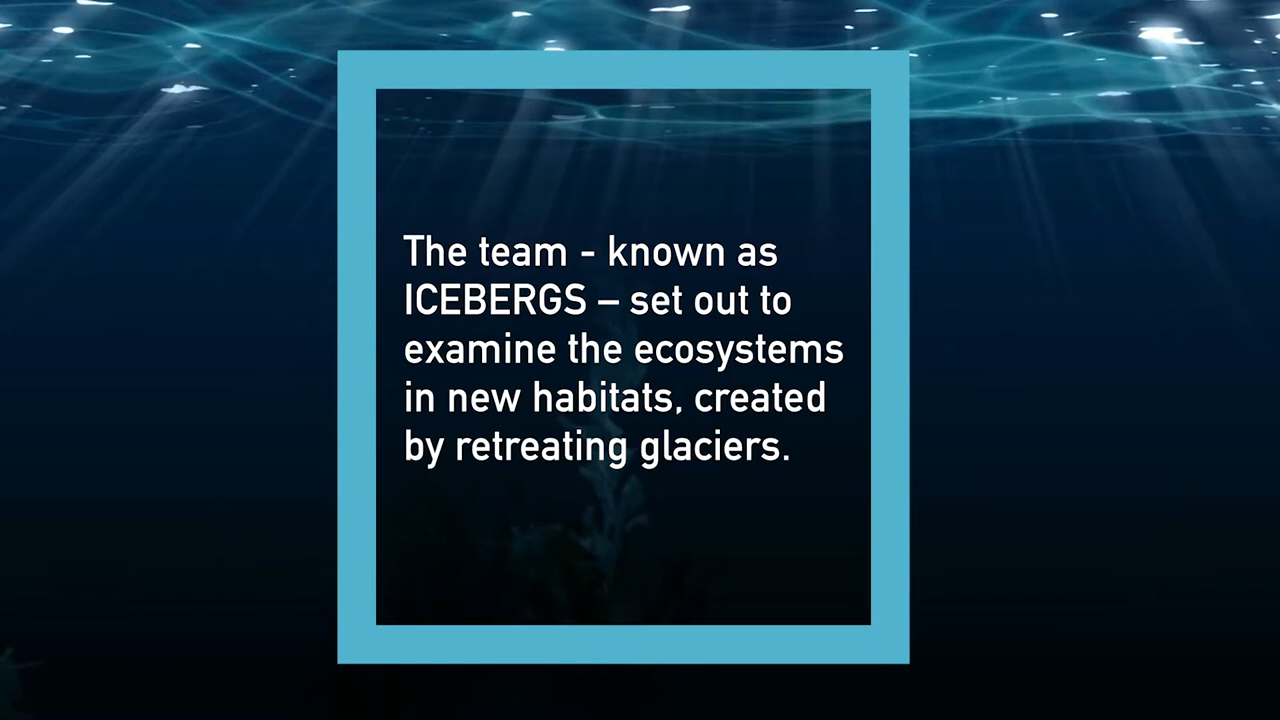 The team - known as
ICEBERGS – set out to
examine the ecosystems
in new habitats, created
by retreating glaciers.